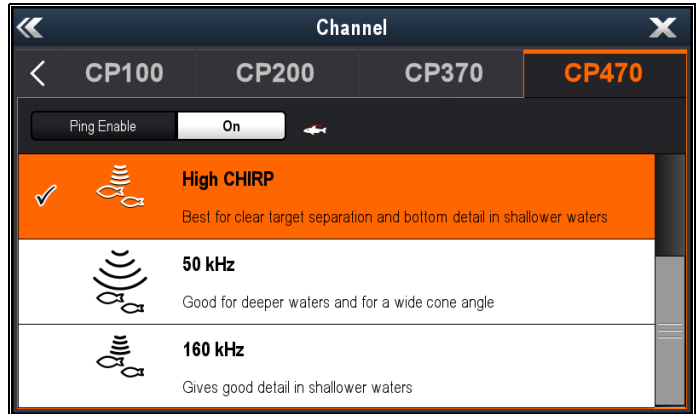 Channel
CP100 CP200 CP370 CP470
Ping Enable On
High CHIRP
Best for clear target separation and bottom detail in shallower waters
50 kHz
Good for deeper waters and for a wide cone angle
160 kHz
Gives good detail in shallower waters